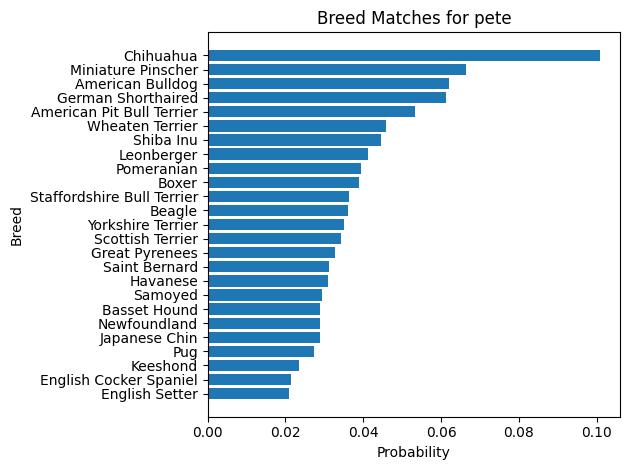 Breed Matches for pete
Chihuahua
Miniature Pinscher
American Bulldog
German Shorthaired
American Pit Bull Terrier
Wheaten Terrier
Shiba Inu
Leonberger
Pomeranian
Boxer
Staffordshire Bull Terrier
Beagle
Yorkshire Terrier
Scottish Terrier
Great Pyrenees
Saint Bernard
Havanese
Samoyed
Basset Hound
Newfoundland
Japanese Chin
Pug
Keeshond
English Cocker Spaniel
English Setter
Breed
0.00 0.02 0.04 0.06 0.08 0.10
Probability